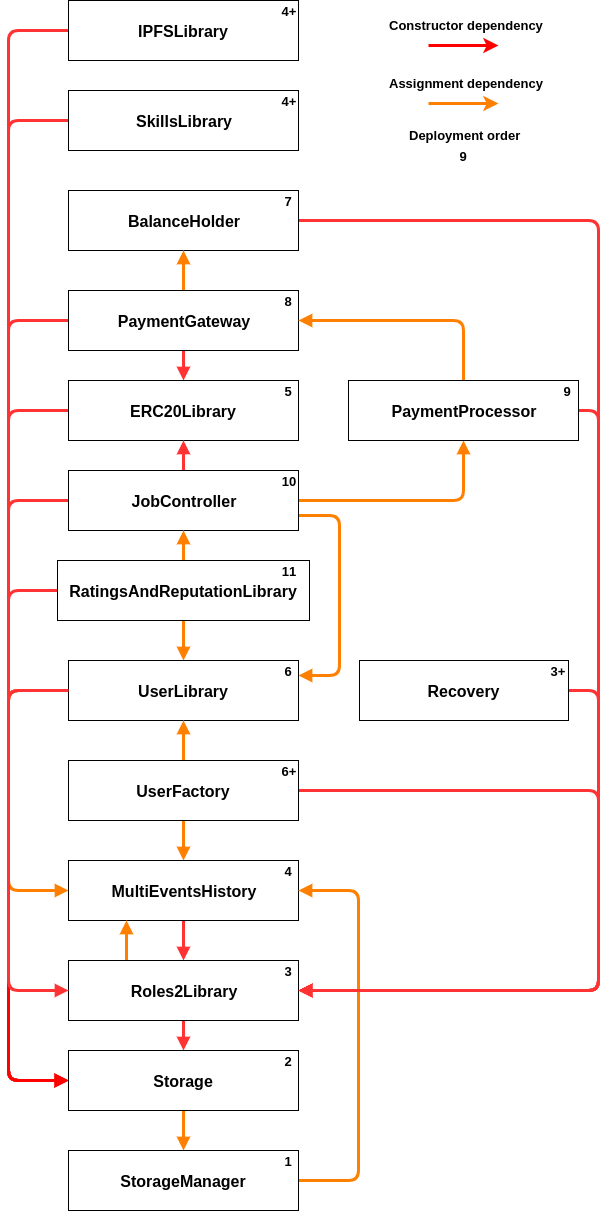 4+
IPFSLibrary
Constructor dependency
4+
SkillsLibrary
Assignment dependency
Deployment order
9
7
BalanceHolder
8
PaymentGateway
5
ERC20Library
9
PaymentProcessor
10
JobController
11
RatingsAndReputationLibrary
6
UserLibrary
3+
Recovery
6+
UserFactory
4
MultiEventsHistory
3
Roles2Library
2
Storage
1
StorageManager